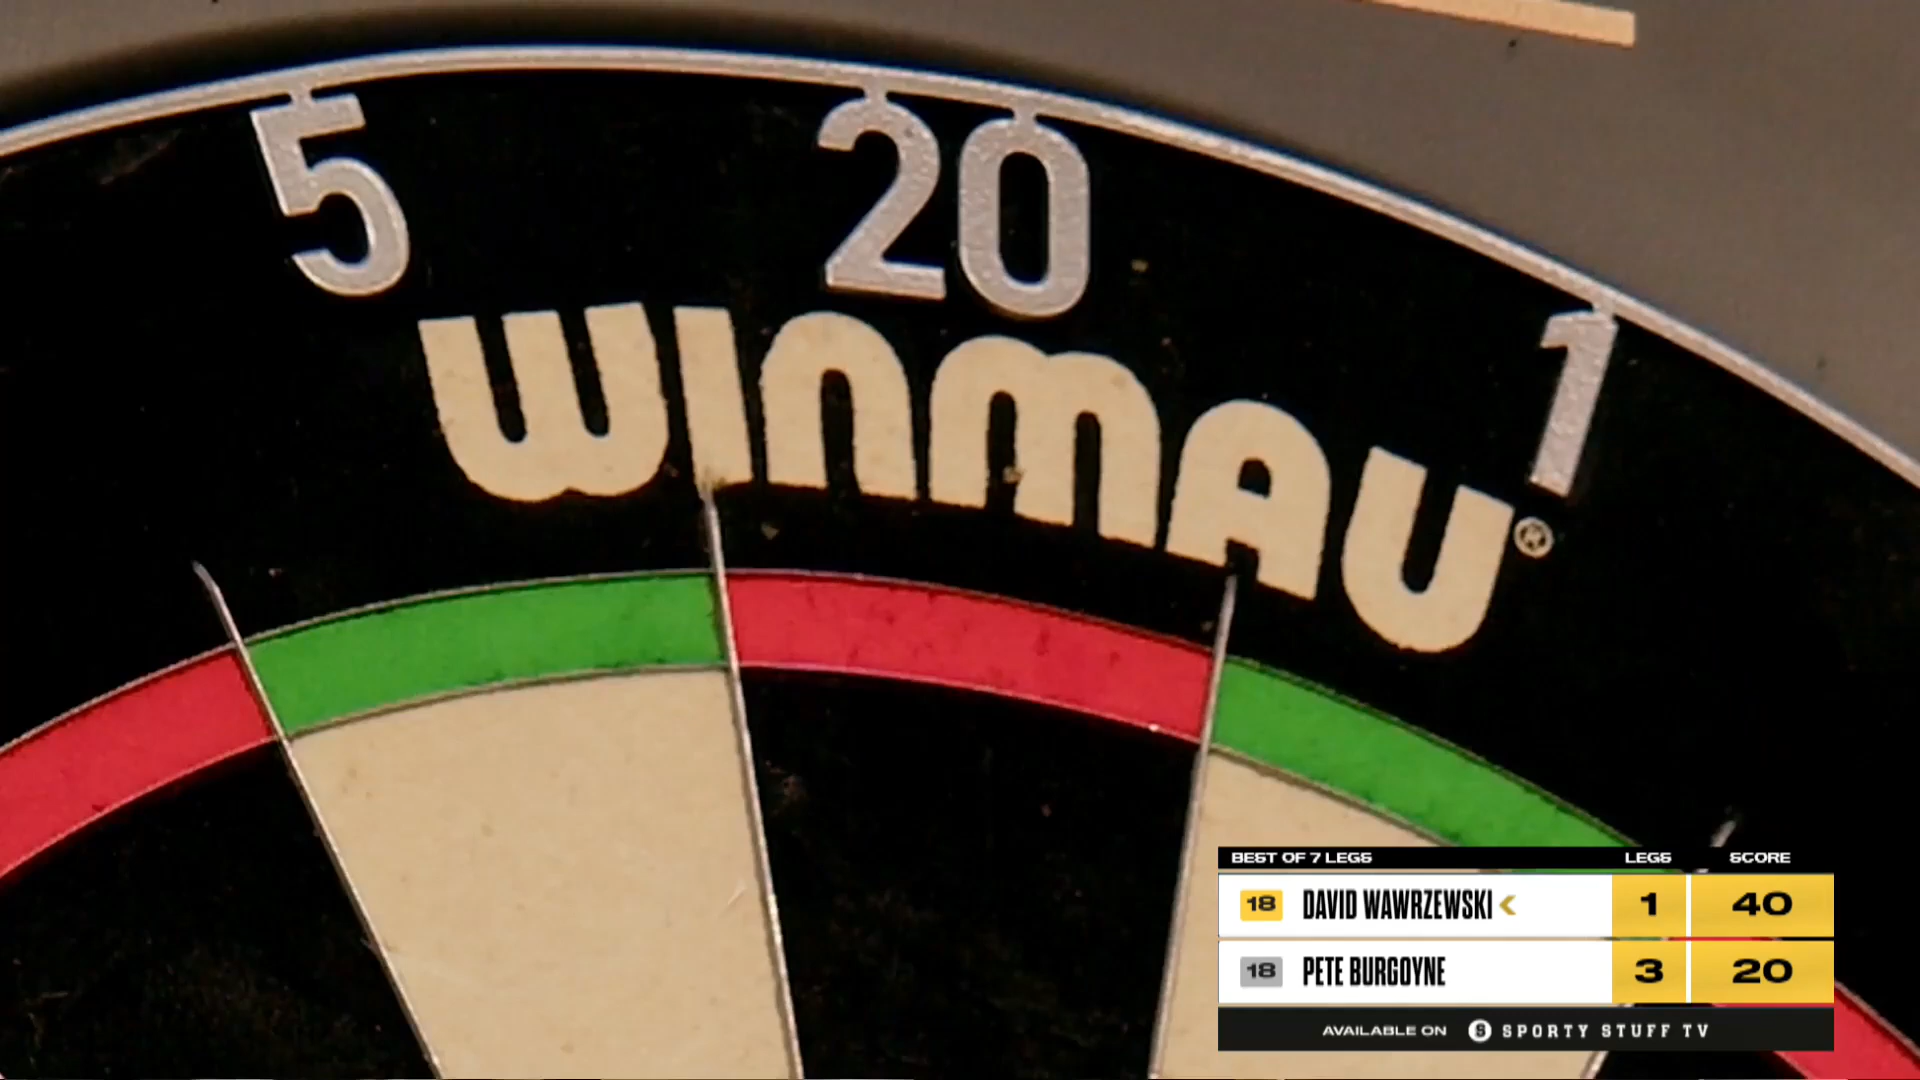 5 20 1
WINMAU®
BEST OF 7 LEGS LEGS SCORE
18 DAVID WAWRZEWSKI 1 40
18 PETE BURGOYNE 3 20
AVAILABLE ON S SPORTY STUFF TV